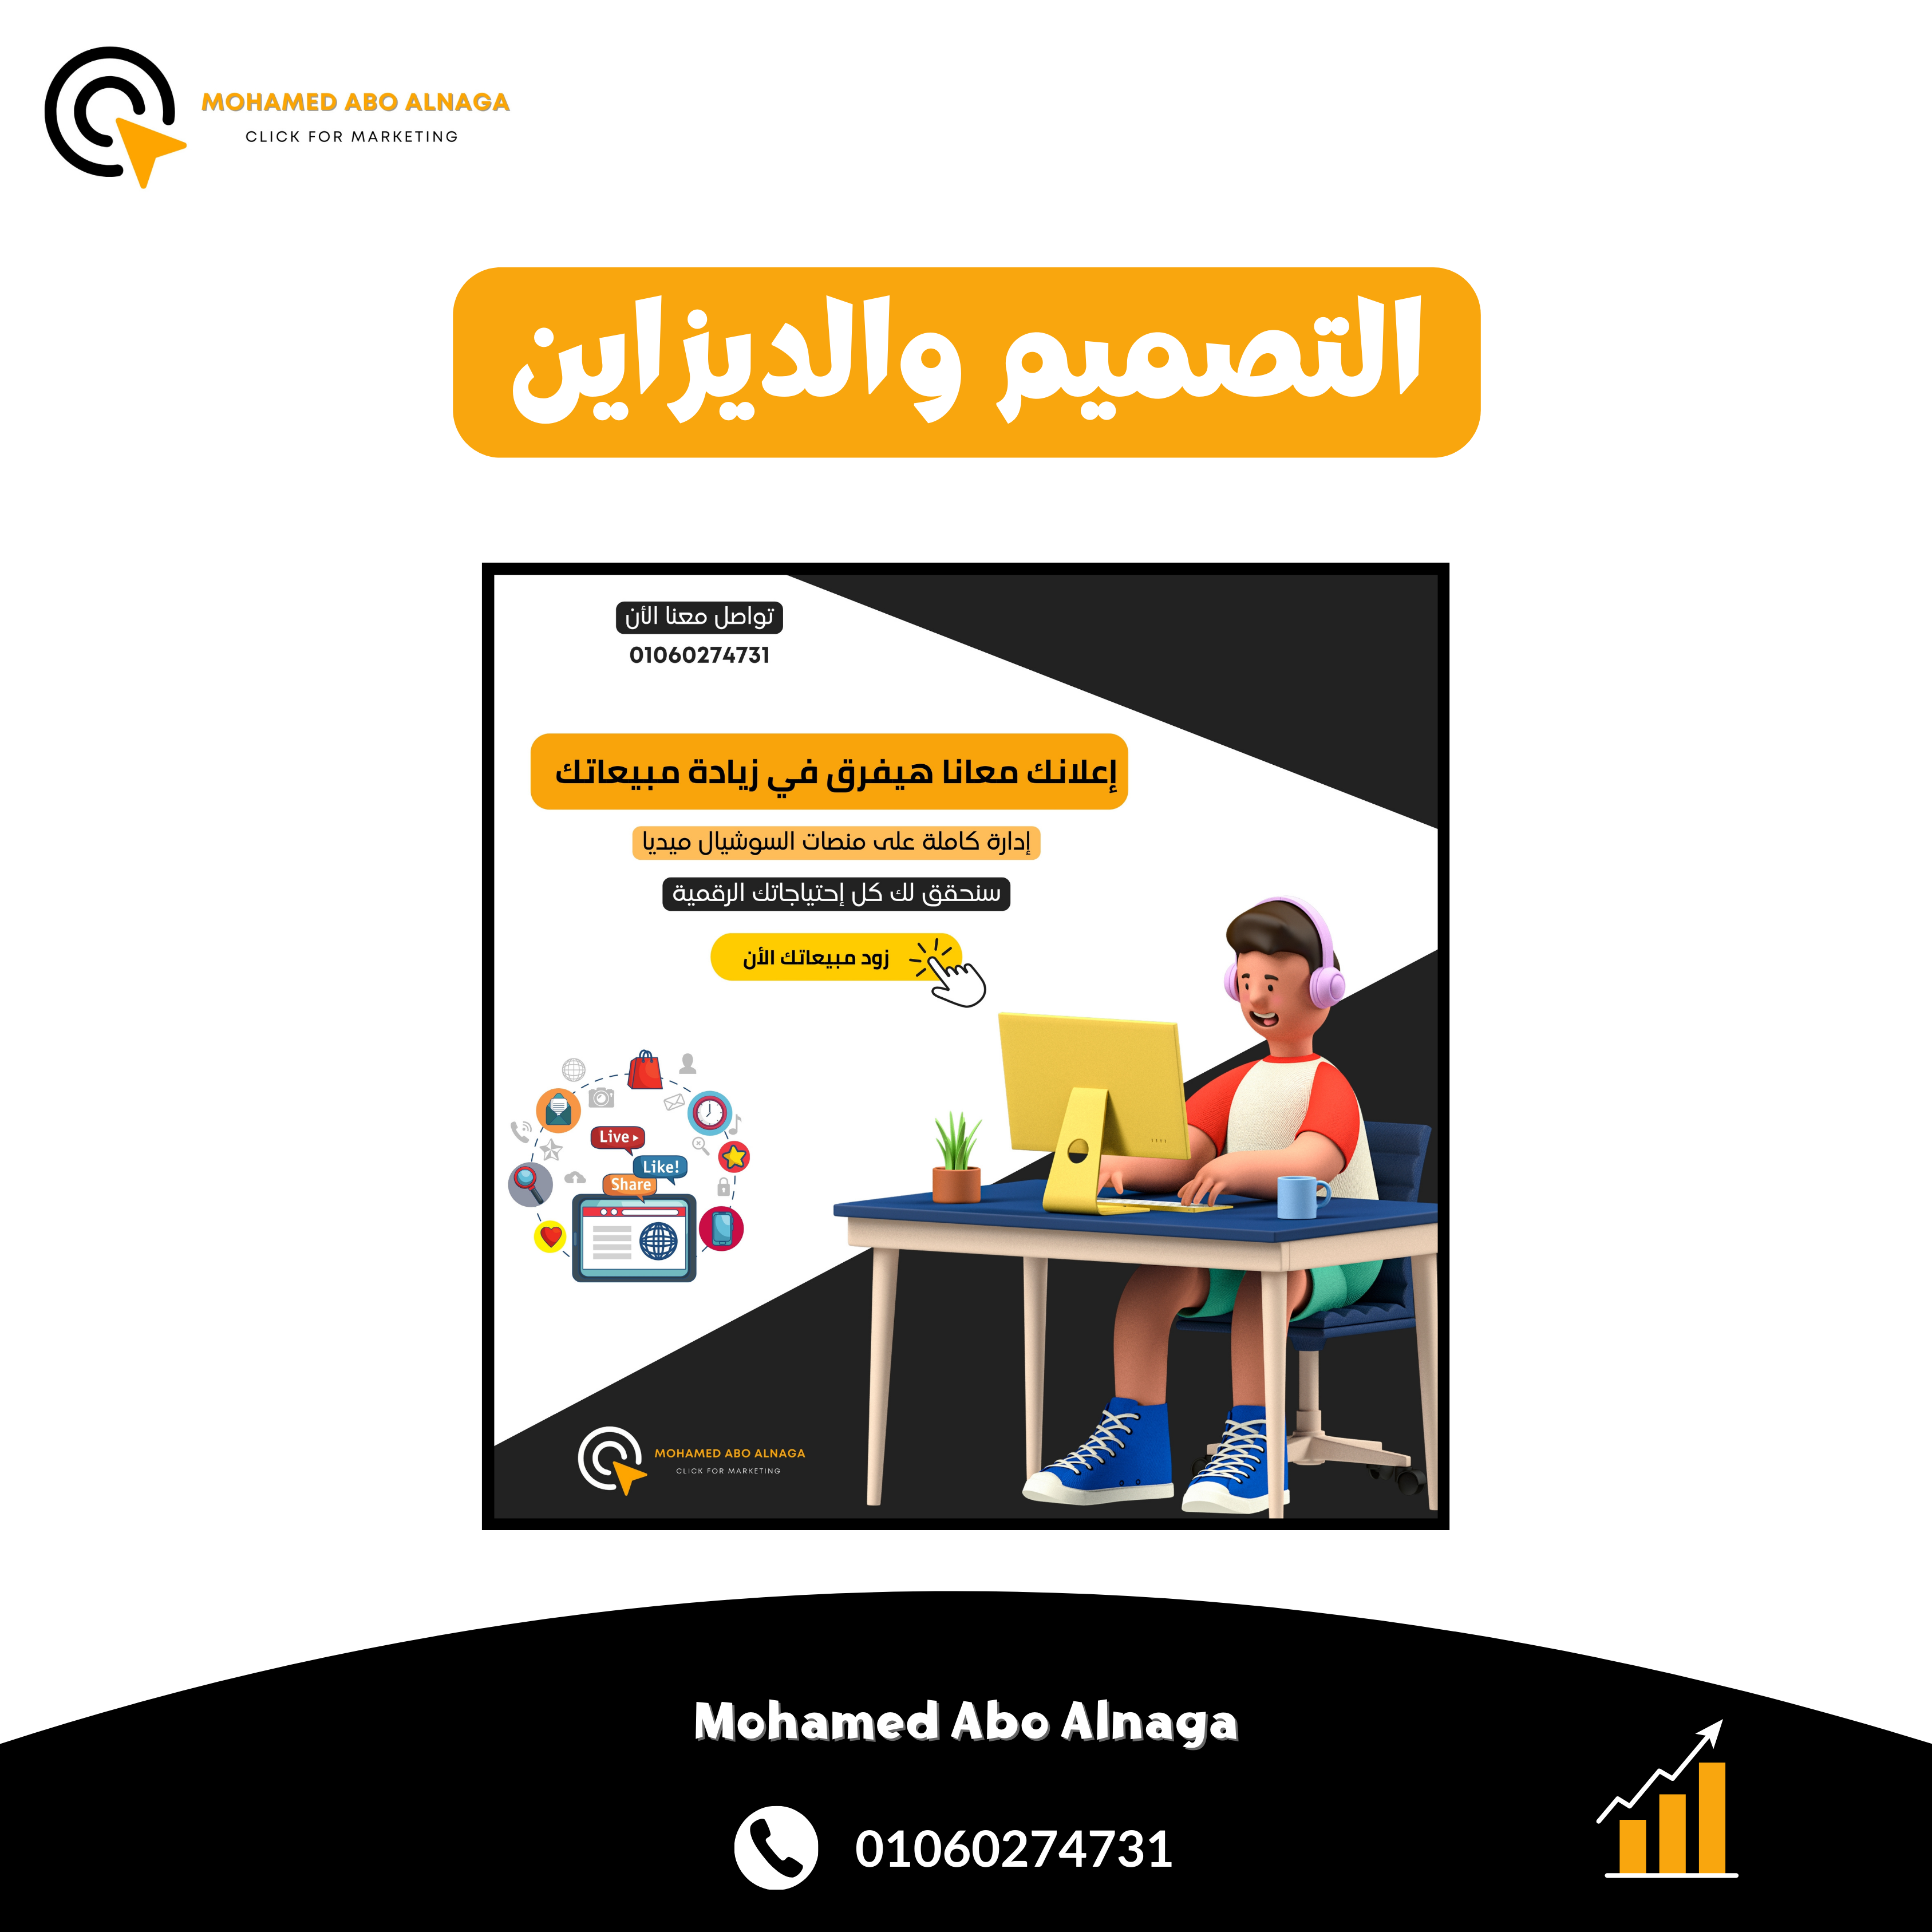 MOHAMED ABO ALNAGA
CLICK FOR MARKETING
التصميم والديزاين
تواصل معنا الأن
01060274731
إعلانك معانا هيفرق في زيادة مبيعاتك
إدارة كاملة على منصات السوشيال ميديا
سنحقق لك كل إحتياجاتك الرقمية
زود مبيعاتك الأن
Live
Like!
Share
MOHAMED ABO ALNAGA
CLICK FOR MARKETING
Mohamed Abo Alnaga
01060274731